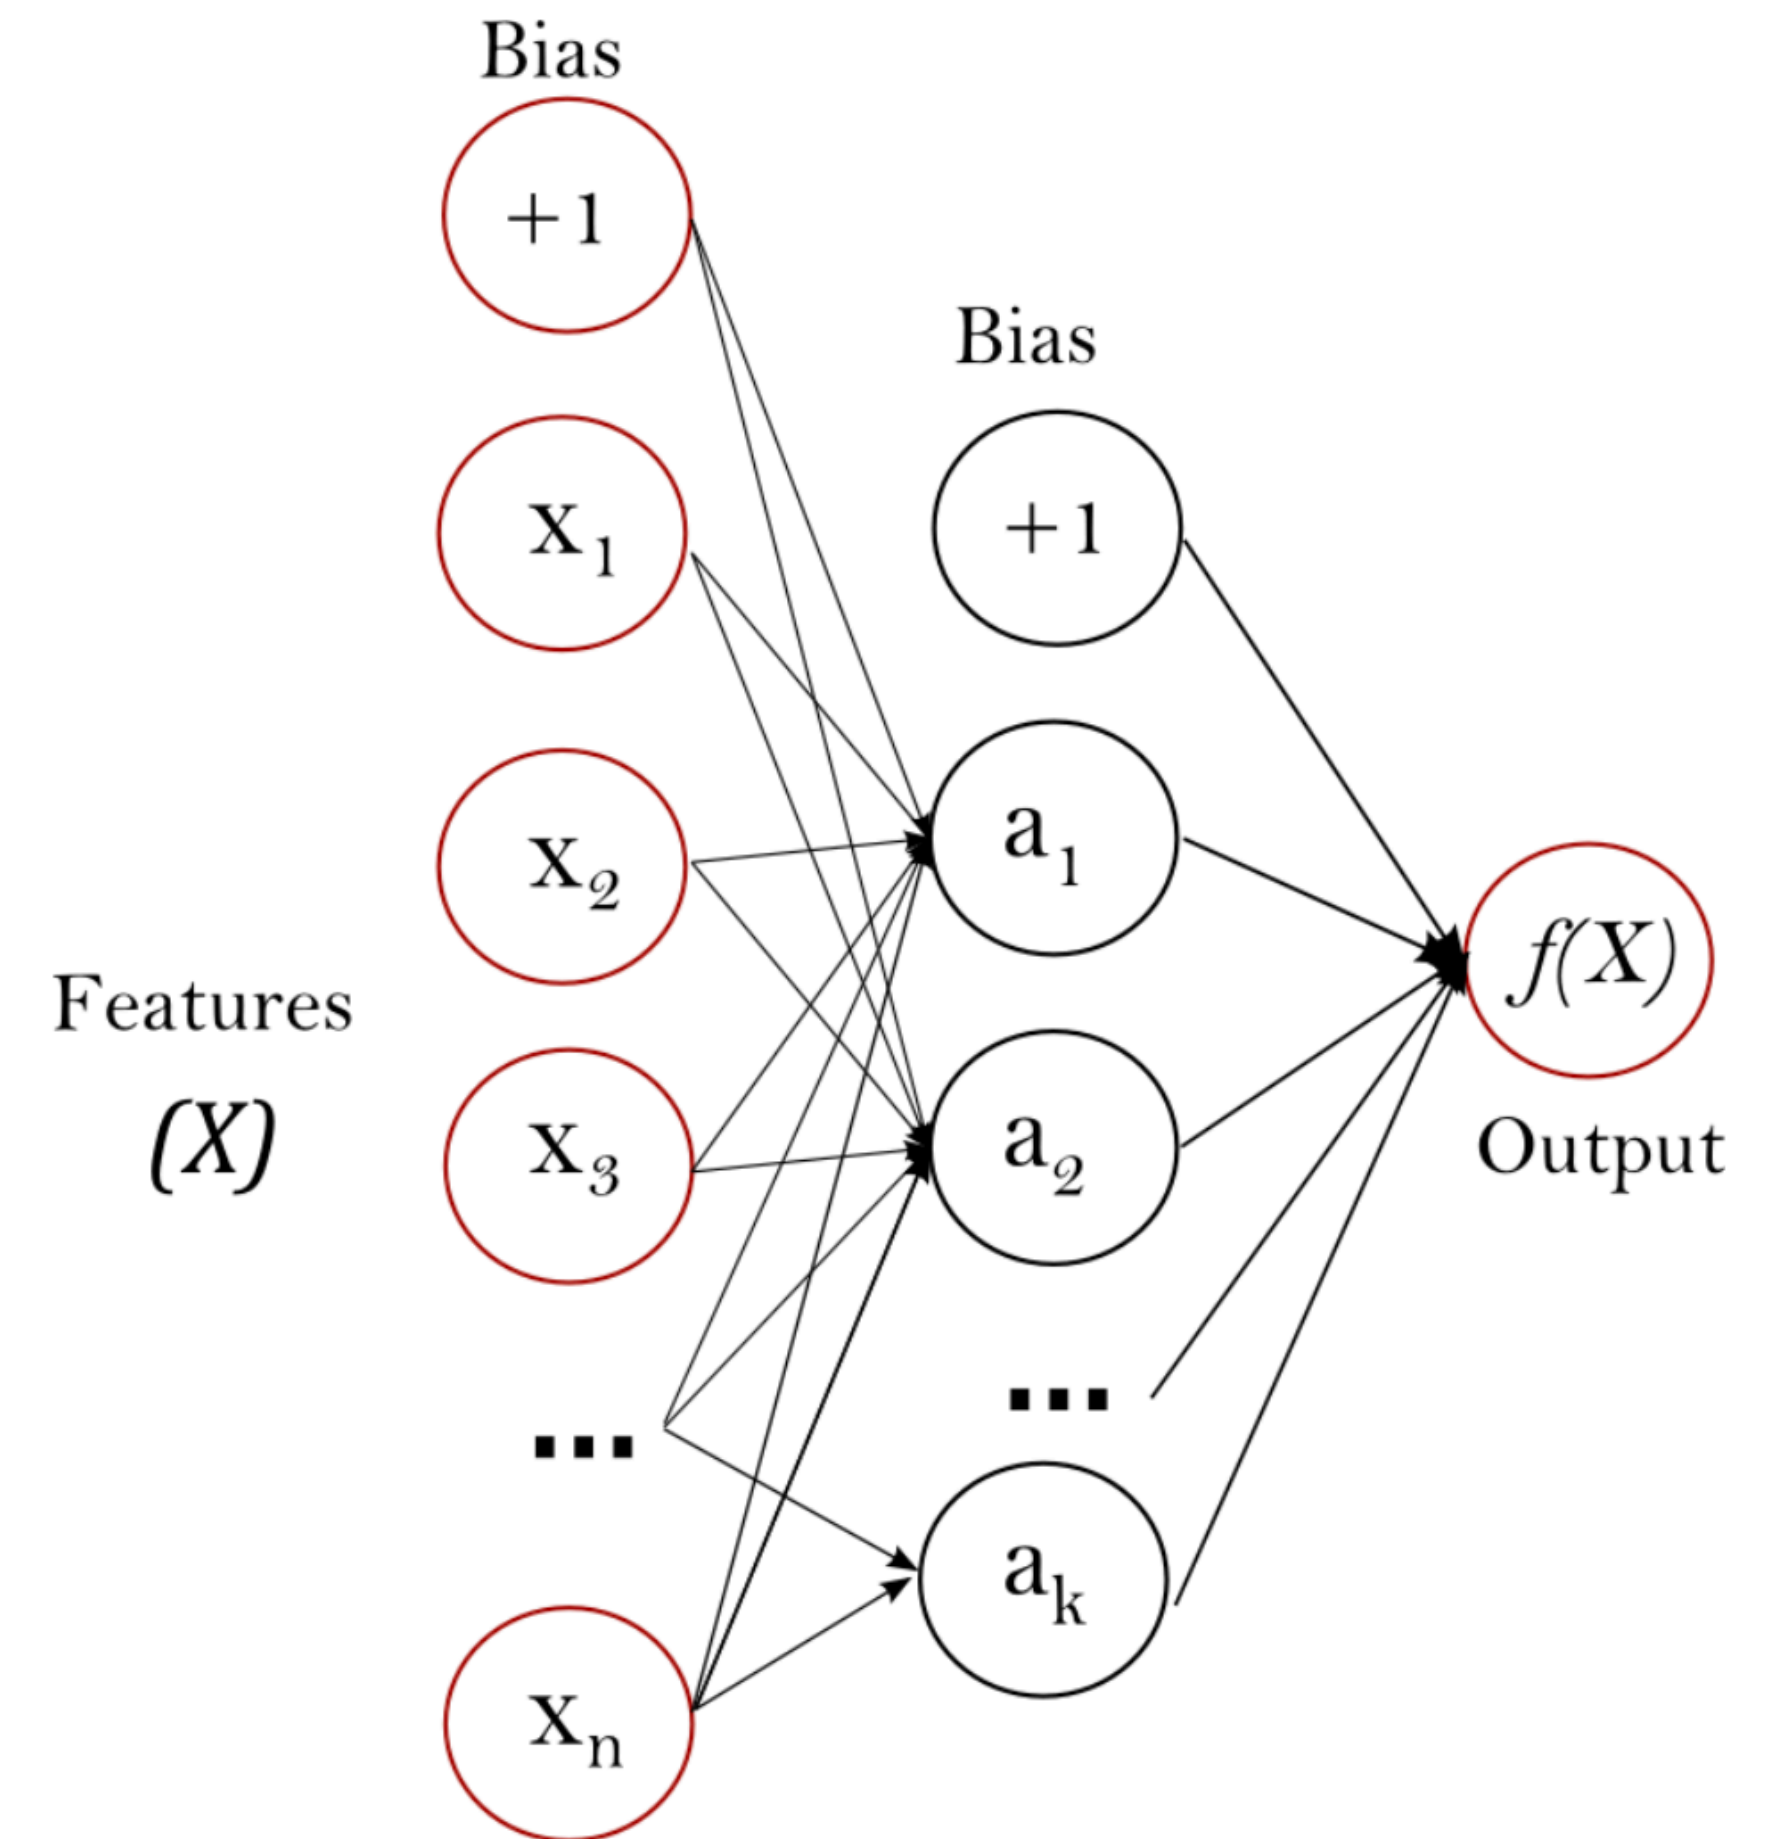 Bias
+1
x1
x2
Features
(X)
x3
...
xn
Bias
+1
a1
a2
...
ak
f(X)
Output